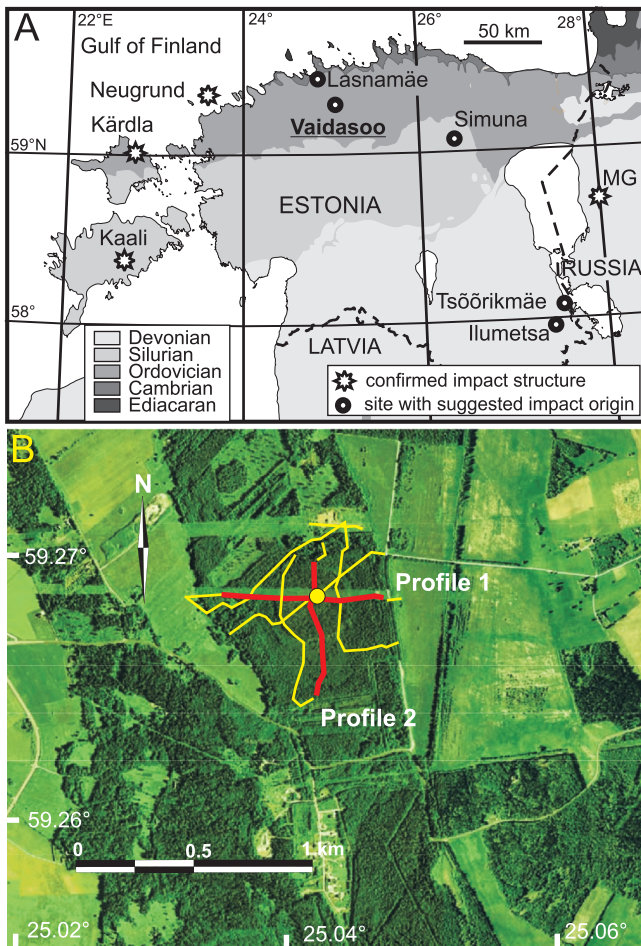 A
22°E
24
26
28
Gulf of Finland
50 km
Neugrund
Lasnamäe
Kärdla
Vaidasoo
Simuna
59°N
MG
ESTONIA
Kaali
RUSSIA
Tsõõrikmäe
58°
Ilumetsa
LATVIA
Devonian
Silurian
Ordovician
Cambrian
Ediacaran
confirmed impact structure
site with suggested impact origin
B
N
59.27°
Profile 1
Profile 2
59.26°
0
0.5
1 km
25.02°
25.04°
25.06°